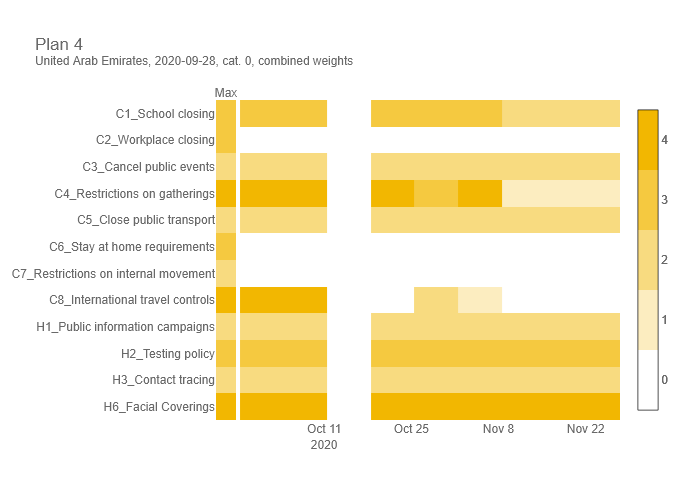 Plan 4
United Arab Emirates, 2020-09-28, cat. 0, combined weights
Max
C1_School closing
C2_Workplace closing
C3_Cancel public events
C4_Restrictions on gatherings
C5_Close public transport
C6_Stay at home requirements
C7_Restrictions on internal movement
C8_International travel controls
H1_Public information campaigns
H2_Testing policy
H3_Contact tracing
H6_Facial Coverings
Oct 11
2020
Oct 25
Nov 8
Nov 22
4
3
2
1
0